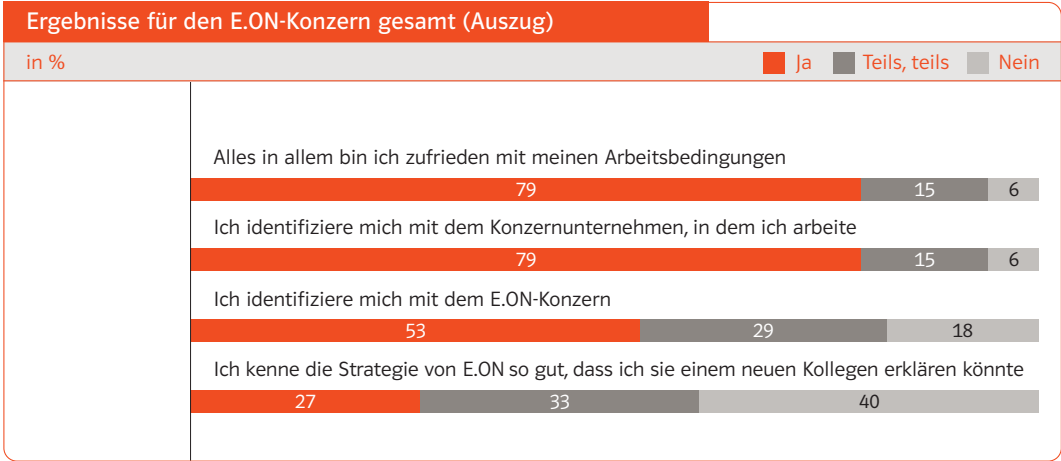 Ergebnisse für den E.ON-Konzern gesamt (Auszug)
in % Ja Teils, teils Nein
Alles in allem bin ich zufrieden mit meinen Arbeitsbedingungen
79 15 6
Ich identifiziere mich mit dem Konzernunternehmen, in dem ich arbeite
79 15 6
Ich identifiziere mich mit dem E.ON-Konzern
53 29 18
Ich kenne die Strategie von E.ON so gut, dass ich sie einem neuen Kollegen erklären könnte
27 33 40